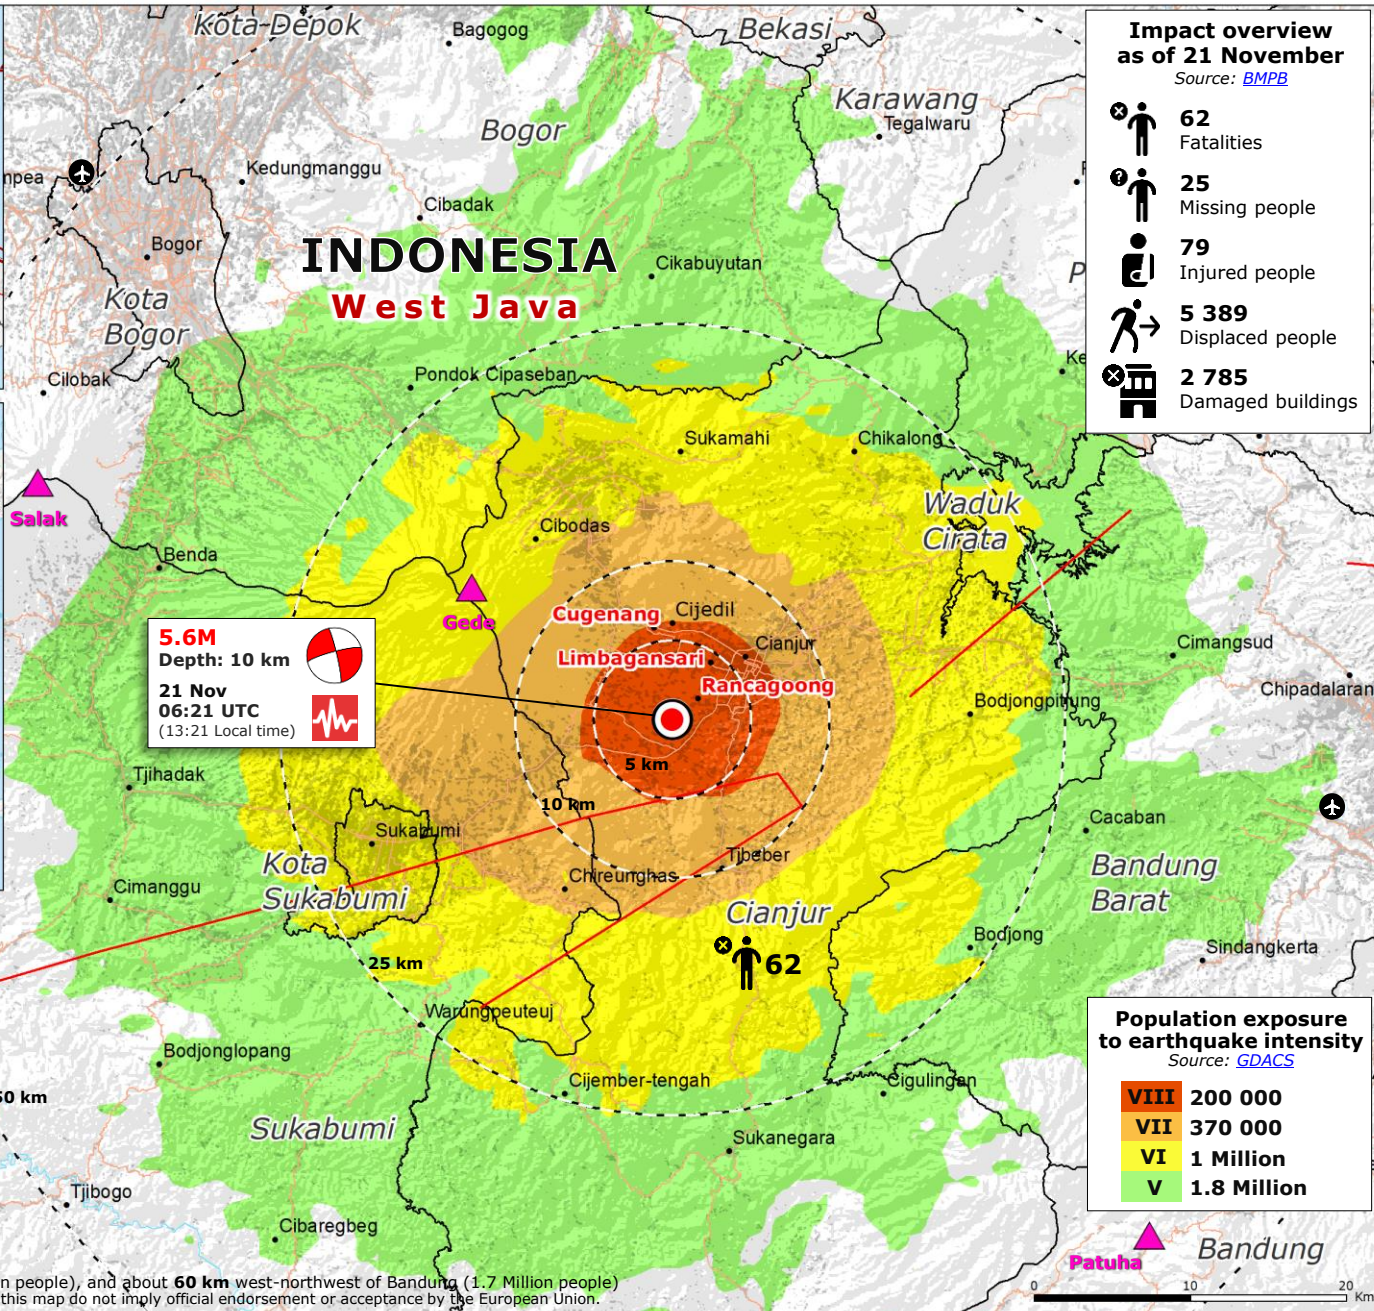 Kota Depok
Bagogog
Bekasi
Impact overview
as of 21 November
Source: BMPB
62
Fatalities
25
Missing people
79
Injured people
5 389
Displaced people
2 785
Damaged buildings
Karawang
Tegalwaru
Bogor
npea
Kedungmanggu
Cibadak
Bogor
INDONESIA
West Java
Cikabuyutan
P
Kota
Bogor
Ke
Cilobak
Pondok Cipaseban
Sukamahi
Chikalong
Salak
Waduk
Cirata
Cibodas
Benda
Gede
Cugenang
Cijedil
5.6M
Depth: 10 km
21 Nov
06:21 UTC
(13:21 Local time)
Limbagansari
Cianjur
Cimangsud
Rancagoong
Chipadalaran
Bodjongpitung
5 km
Tjihadak
10 km
Sukabumi
Cacaban
Kota
Sukabumi
Tjbeber
Chireunghas
Bandung
Barat
Cimanggu
Cianjur
62
Bodjong
Sindangkerta
25 km
Warungpeuteuj
Bodjonglopang
Cijember-tengah
Cigulingan
50 km
Sukabumi
Sukanegara
Population exposure
to earthquake intensity
Source: GDACS
VIII 200 000
VII 370 000
VI 1 Million
V 1.8 Million
Tjibogo
Cibaregbeg
Patuha
Bandung
n people), and about 60 km west-northwest of Bandung (1.7 Million people)
this map do not imply official endorsement or acceptance by the European Union.
0 10 20
Km